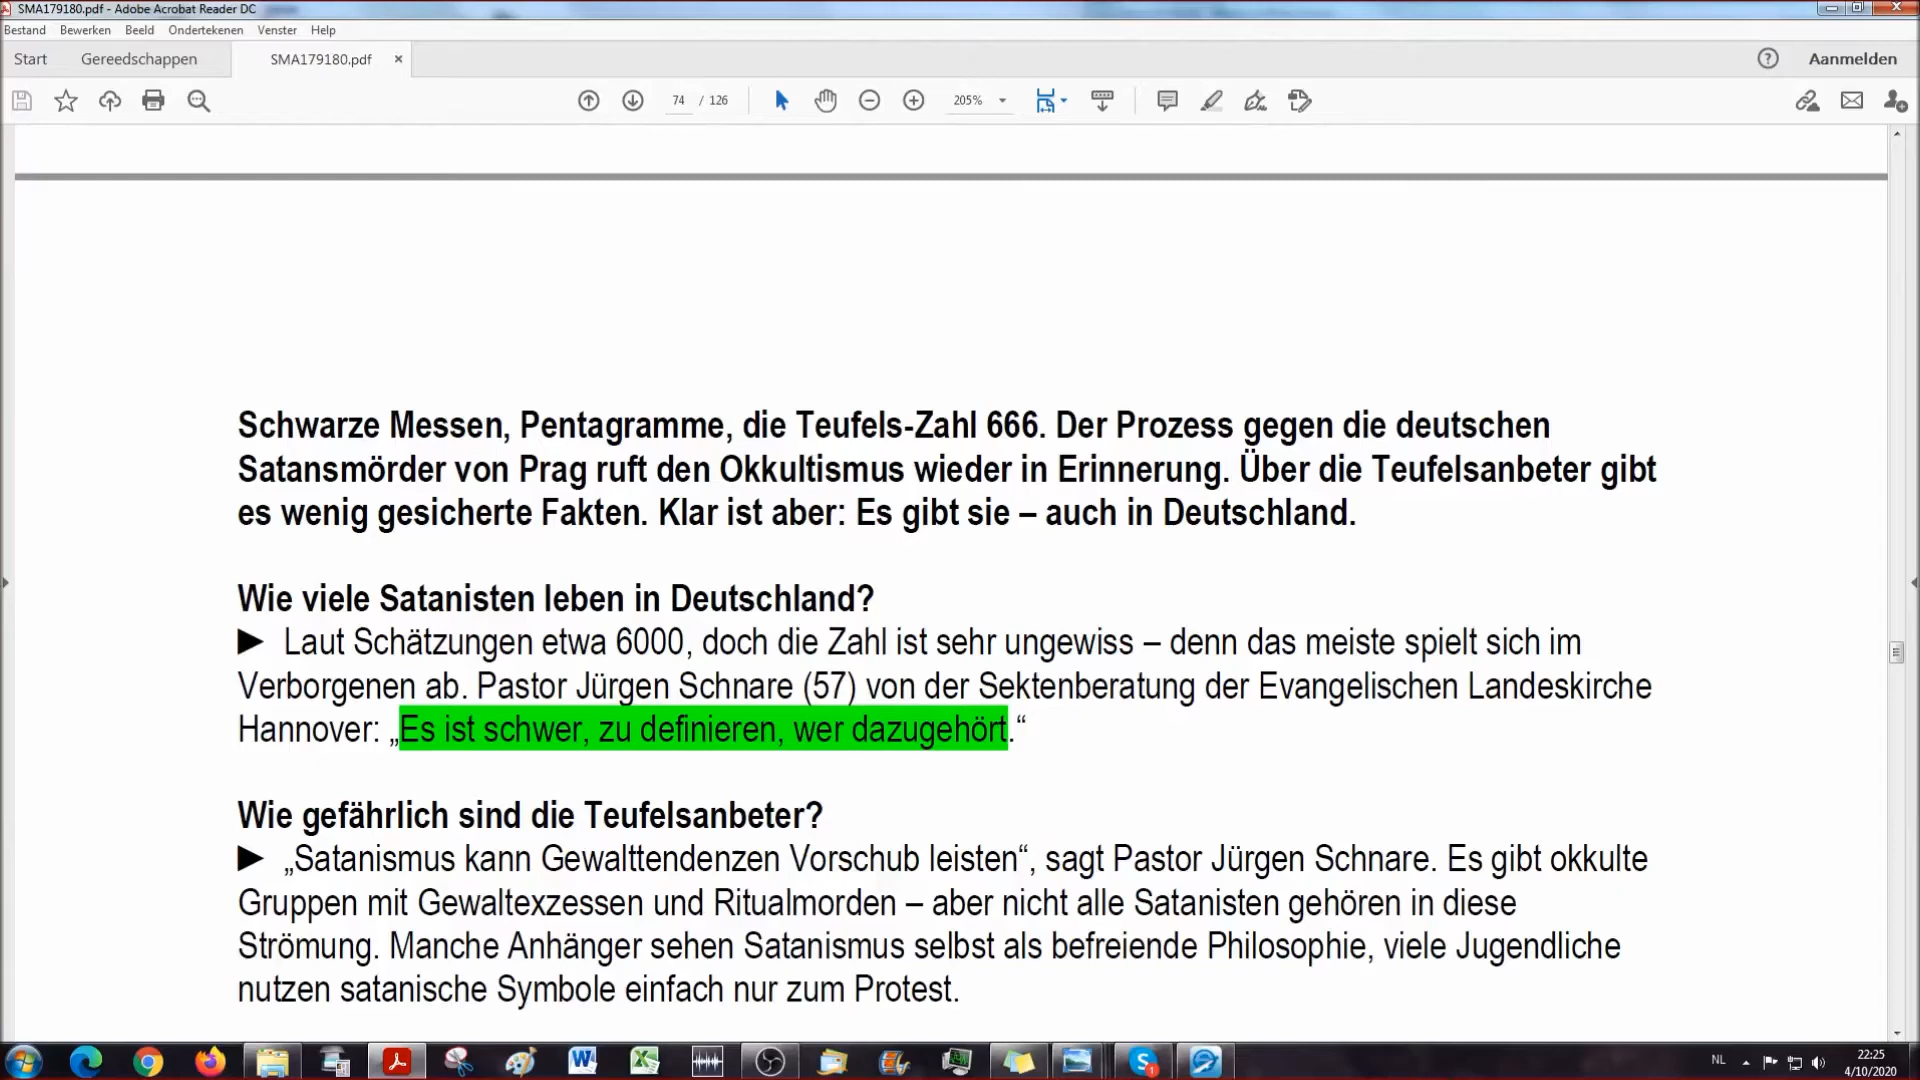 SMA179180.pdf - Adobe Acrobat Reader DC
Bestand Bewerken Beeld Ondertekenen Venster Help
Start Gereedschappen SMA179180.pdf × Aanmelden
74 / 126 205%
Schwarze Messen, Pentagramme, die Teufels-Zahl 666. Der Prozess gegen die deutschen
Satansmörder von Prag ruft den Okkultismus wieder in Erinnerung. Über die Teufelsanbeter gibt
es wenig gesicherte Fakten. Klar ist aber: Es gibt sie – auch in Deutschland.
Wie viele Satanisten leben in Deutschland?
► Laut Schätzungen etwa 6000, doch die Zahl ist sehr ungewiss – denn das meiste spielt sich im
Verborgenen ab. Pastor Jürgen Schnare (57) von der Sektenberatung der Evangelischen Landeskirche
Hannover: „Es ist schwer, zu definieren, wer dazugehört.“
Wie gefährlich sind die Teufelsanbeter?
► „Satanismus kann Gewalttendenzen Vorschub leisten“, sagt Pastor Jürgen Schnare. Es gibt okkulte
Gruppen mit Gewaltexzessen und Ritualmorden – aber nicht alle Satanisten gehören in diese
Strömung. Manche Anhänger sehen Satanismus selbst als befreiende Philosophie, viele Jugendliche
nutzen satanische Symbole einfach nur zum Protest.
NL 22:25
4/10/2020